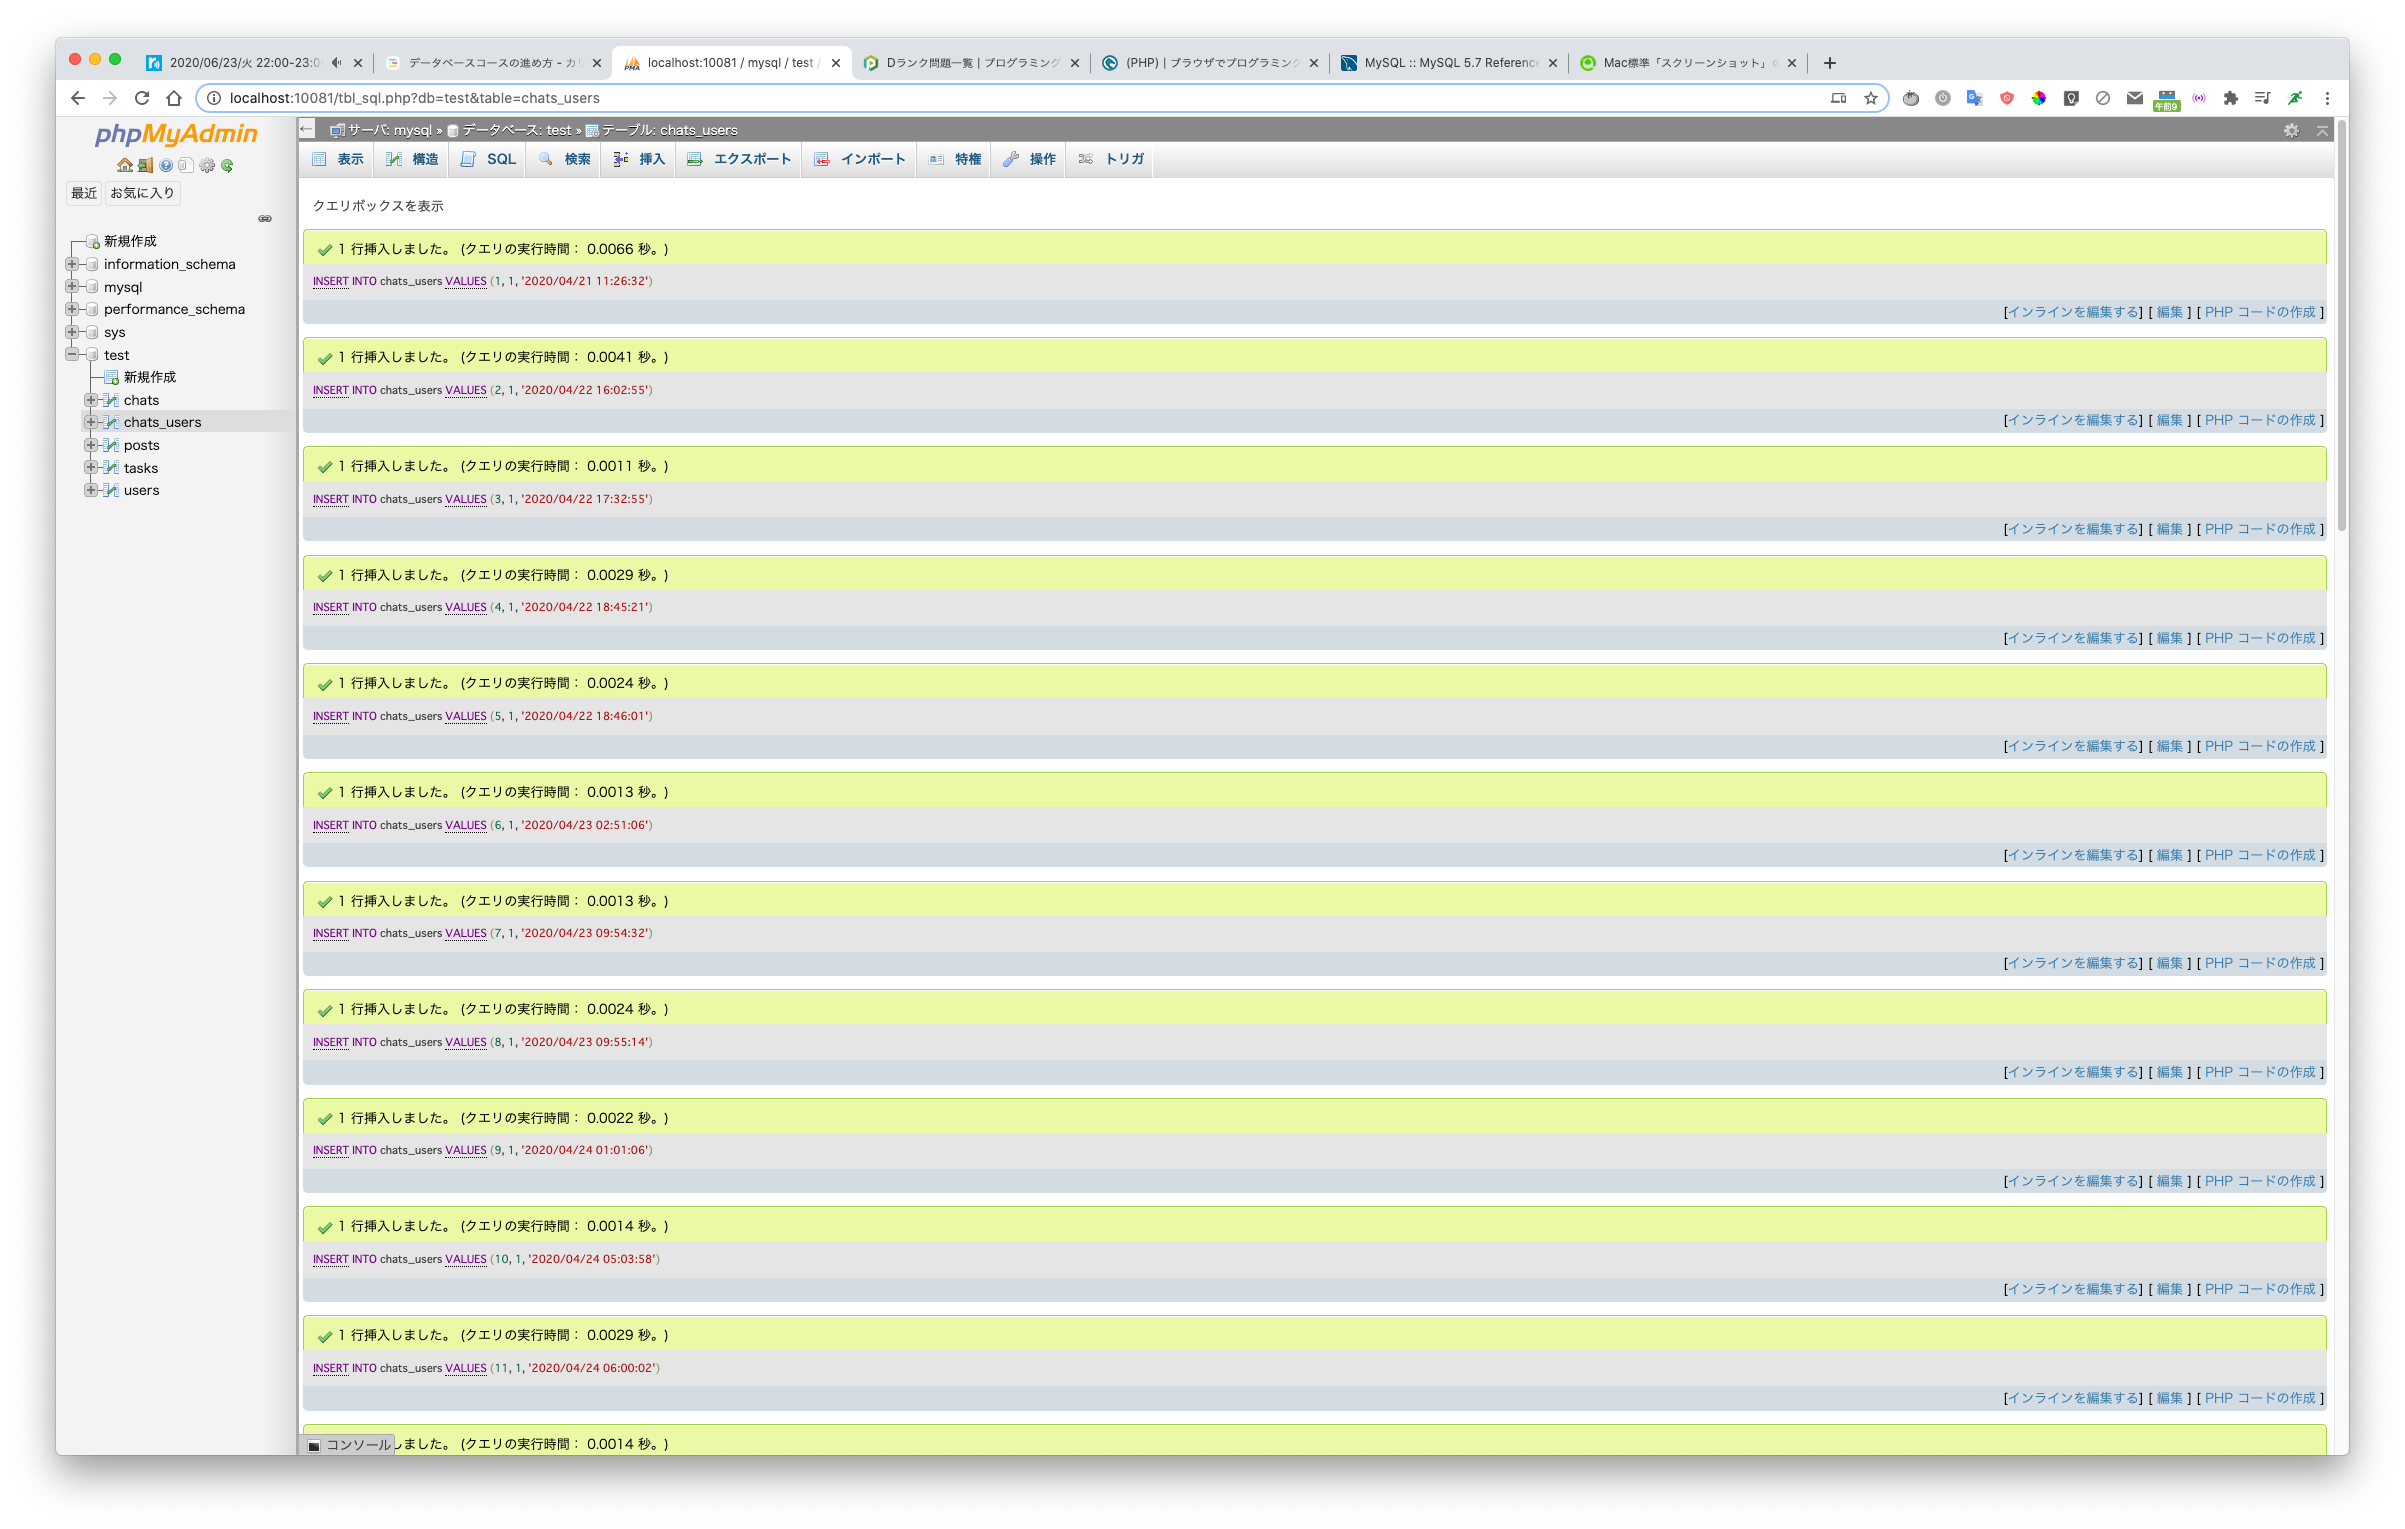 2020/06/23/火 22:00-23:0
データベースコースの進め方 - カリ
localhost:10081 / mysql / test /
Dランク問題一覧 | プログラミング
(PHP) | ブラウザでプログラミング
MySQL :: MySQL 5.7 Reference
Mac標準「スクリーンショット」の
localhost:10081/tbl_sql.php?db=test&table=chats_users
午前9
phpMyAdmin
最近
お気に入り
新規作成
information_schema
mysql
performance_schema
sys
test
新規作成
chats
chats_users
posts
tasks
users
サーバ: mysql » データベース: test » テーブル: chats_users
表示 構造 SQL 検索 挿入 エクスポート インポート 特権 操作 トリガ
クエリボックスを表示
1 行挿入しました。 (クエリの実行時間： 0.0066 秒。)
INSERT INTO chats_users VALUES (1, 1, '2020/04/21 11:26:32')
[インラインを編集する] [ 編集 ] [ PHP コードの作成 ]
1 行挿入しました。 (クエリの実行時間： 0.0041 秒。)
INSERT INTO chats_users VALUES (2, 1, '2020/04/22 16:02:55')
[インラインを編集する] [ 編集 ] [ PHP コードの作成 ]
1 行挿入しました。 (クエリの実行時間： 0.0011 秒。)
INSERT INTO chats_users VALUES (3, 1, '2020/04/22 17:32:55')
[インラインを編集する] [ 編集 ] [ PHP コードの作成 ]
1 行挿入しました。 (クエリの実行時間： 0.0029 秒。)
INSERT INTO chats_users VALUES (4, 1, '2020/04/22 18:45:21')
[インラインを編集する] [ 編集 ] [ PHP コードの作成 ]
1 行挿入しました。 (クエリの実行時間： 0.0024 秒。)
INSERT INTO chats_users VALUES (5, 1, '2020/04/22 18:46:01')
[インラインを編集する] [ 編集 ] [ PHP コードの作成 ]
1 行挿入しました。 (クエリの実行時間： 0.0013 秒。)
INSERT INTO chats_users VALUES (6, 1, '2020/04/23 02:51:06')
[インラインを編集する] [ 編集 ] [ PHP コードの作成 ]
1 行挿入しました。 (クエリの実行時間： 0.0013 秒。)
INSERT INTO chats_users VALUES (7, 1, '2020/04/23 09:54:32')
[インラインを編集する] [ 編集 ] [ PHP コードの作成 ]
1 行挿入しました。 (クエリの実行時間： 0.0024 秒。)
INSERT INTO chats_users VALUES (8, 1, '2020/04/23 09:55:14')
[インラインを編集する] [ 編集 ] [ PHP コードの作成 ]
1 行挿入しました。 (クエリの実行時間： 0.0022 秒。)
INSERT INTO chats_users VALUES (9, 1, '2020/04/24 01:01:06')
[インラインを編集する] [ 編集 ] [ PHP コードの作成 ]
1 行挿入しました。 (クエリの実行時間： 0.0014 秒。)
INSERT INTO chats_users VALUES (10, 1, '2020/04/24 05:03:58')
[インラインを編集する] [ 編集 ] [ PHP コードの作成 ]
1 行挿入しました。 (クエリの実行時間： 0.0029 秒。)
INSERT INTO chats_users VALUES (11, 1, '2020/04/24 06:00:02')
[インラインを編集する] [ 編集 ] [ PHP コードの作成 ]
コンソール
しました。 (クエリの実行時間： 0.0014 秒。)